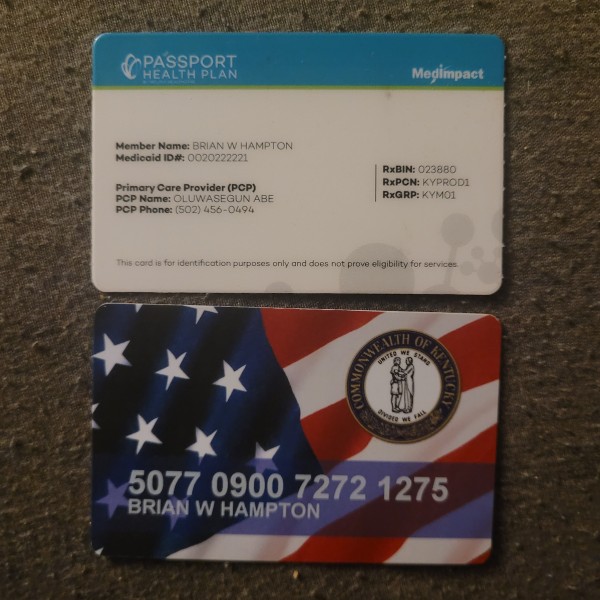 PASSPORT
HEALTH PLAN
MedImpact
Member Name: BRIAN W HAMPTON
Medicaid ID#: 0020222221
Primary Care Provider (PCP)
PCP Name: OLUWASEGUN ABE
PCP Phone: (502) 456-0494
RxBIN: 023880
RxPCN: KYPROD1
RxGRP: KYM01
This card is for identification purposes only and does not prove eligibility for services.
COMMONWEALTH OF KENTUCKY
UNITED WE STAND
DIVIDED WE FALL
5077 0900 7272 1275
BRIAN W HAMPTON